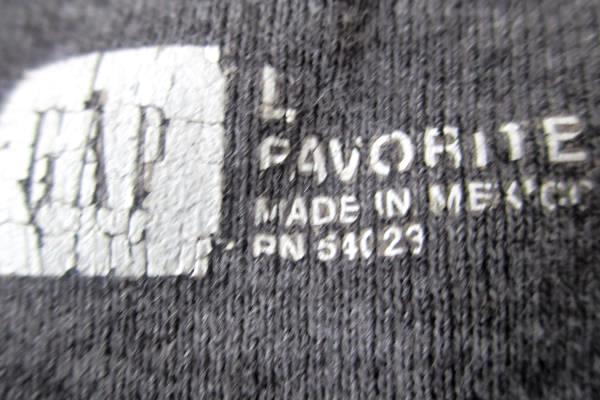 GAP
L
FAVORITE
MADE IN MEXICO
RN 54023